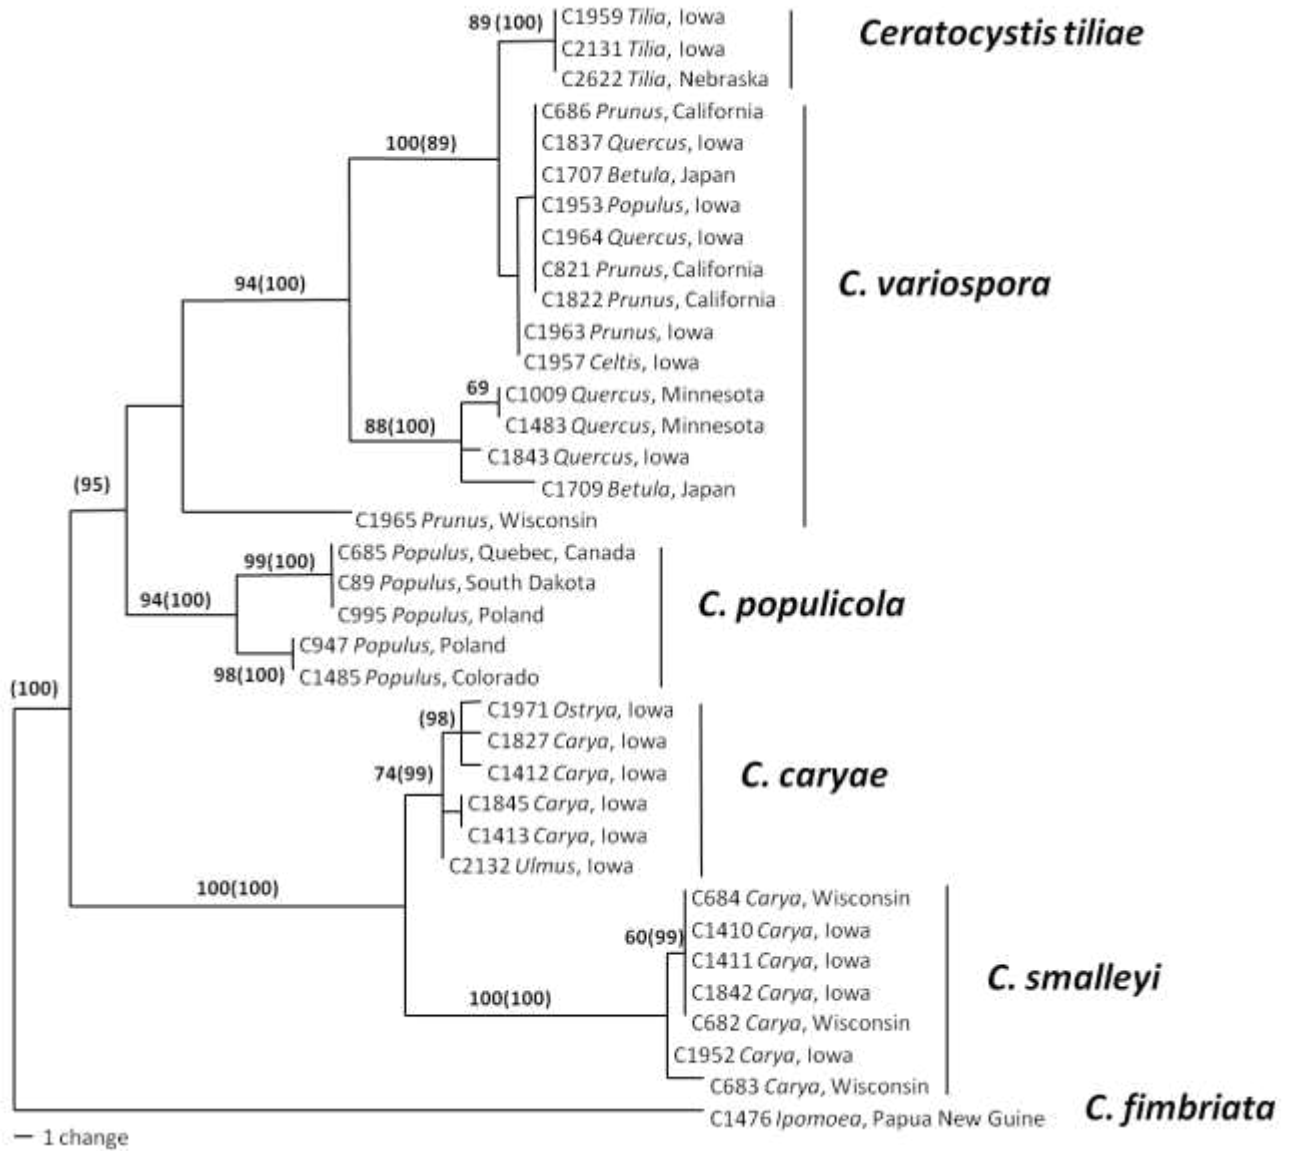 89 (100)
C1959 Tilia, Iowa
C2131 Tilia, Iowa
C2622 Tilia, Nebraska
Ceratocystis tiliae
C686 Prunus, California
100(89)
C1837 Quercus, Iowa
C1707 Betula, Japan
C1953 Populus, Iowa
C1964 Quercus, Iowa
C821 Prunus, California
94(100)
C. variospora
C1822 Prunus, California
C1963 Prunus, Iowa
C1957 Celtis, Iowa
69
C1009 Quercus, Minnesota
88(100)
C1483 Quercus, Minnesota
C1843 Quercus, Iowa
(95)
C1709 Betula, Japan
C1965 Prunus, Wisconsin
99(100)
C685 Populus, Quebec, Canada
C89 Populus, South Dakota
94(100)
C. populicola
C995 Populus, Poland
C947 Populus, Poland
98(100)
C1485 Populus, Colorado
(100)
C1971 Ostrya, Iowa
(98)
C1827 Carya, Iowa
74(99)
C1412 Carya, Iowa
C. caryae
C1845 Carya, Iowa
C1413 Carya, Iowa
C2132 Ulmus, Iowa
100(100)
C684 Carya, Wisconsin
60(99)
C1410 Carya, Iowa
C1411 Carya, Iowa
C. smalleyi
100(100)
C1842 Carya, Iowa
C682 Carya, Wisconsin
C1952 Carya, Iowa
C683 Carya, Wisconsin
C. fimbriata
C1476 Ipomoea, Papua New Guine
1 change